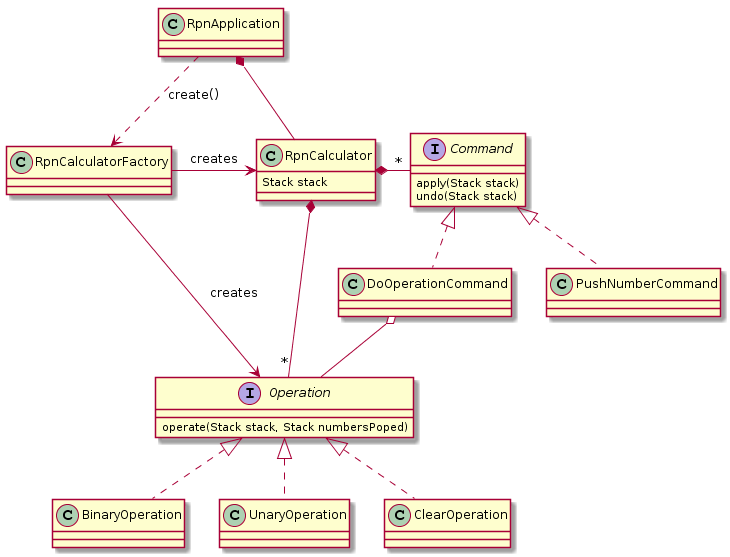 C RpnApplication
create()
C RpnCalculatorFactory
creates
C RpnCalculator
Stack stack
*
I Command
apply(Stack stack)
undo(Stack stack)
C DoOperationCommand
C PushNumberCommand
creates
*
I Operation
operate(Stack stack, Stack numbersPoped)
C BinaryOperation
C UnaryOperation
C ClearOperation